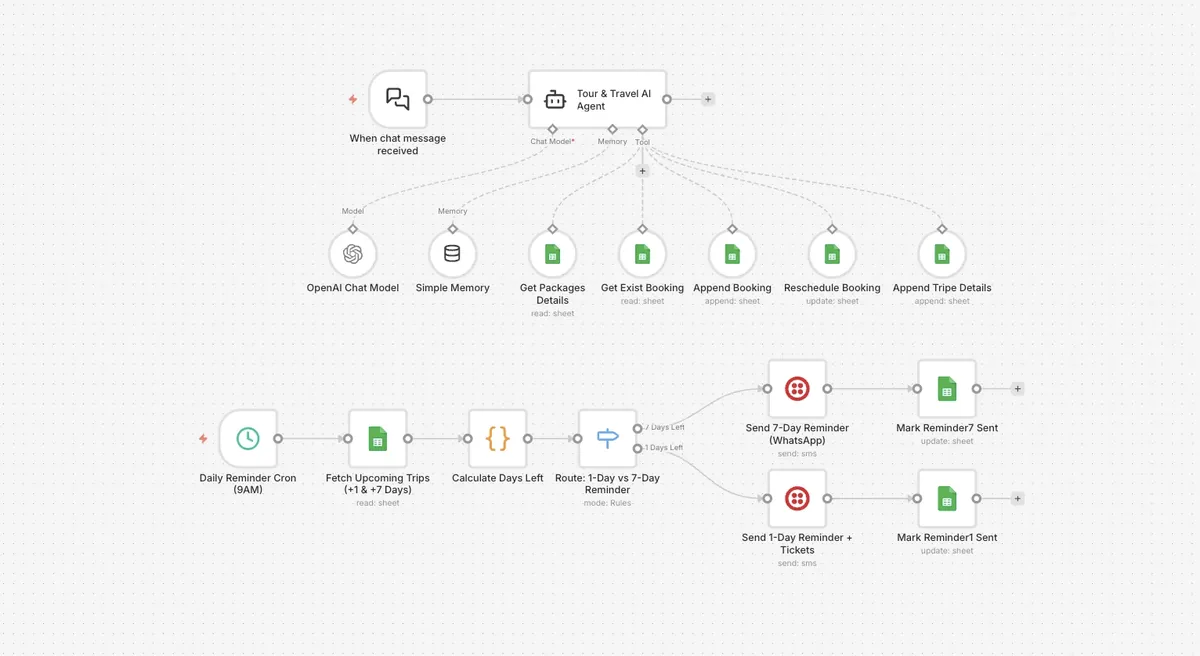 Tour & Travel AI
Agent
When chat message
received
Chat Model*
Memory
Tool
Model
Memory
OpenAI Chat Model
Simple Memory
Get Packages
Details
read: sheet
Get Exist Booking
read: sheet
Append Booking
append: sheet
Reschedule Booking
update: sheet
Append Tripe Details
append: sheet
Daily Reminder Cron
(9AM)
Fetch Upcoming Trips
(+1 & +7 Days)
read: sheet
Calculate Days Left
Route: 1-Day vs 7-Day
Reminder
mode: Rules
7 Days Left
1 Days Left
Send 7-Day Reminder
(WhatsApp)
send: sms
Mark Reminder7 Sent
update: sheet
Send 1-Day Reminder +
Tickets
send: sms
Mark Reminder1 Sent
update: sheet